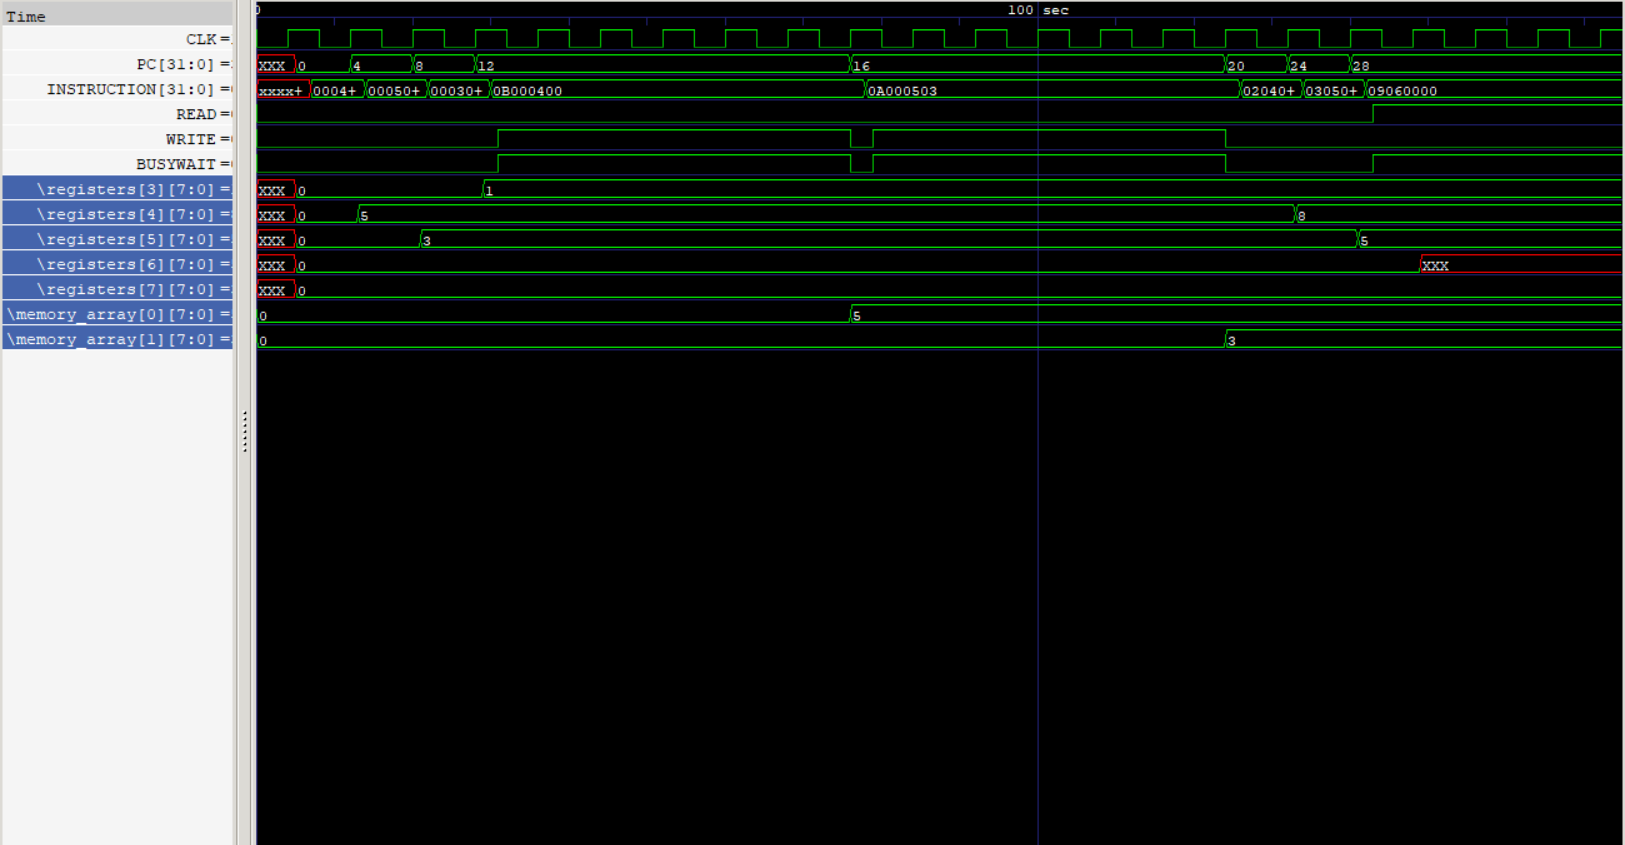 Time
0 100 sec
CLK =
PC[31:0] = XXX 0 4 8 12 16 20 24 28
INSTRUCTION[31:0] = xxxx+ 0004+ 00050+ 00030+ 0B000400 0A000503 02040+ 03050+ 09060000
READ =
WRITE =
BUSYWAIT =
\registers[3][7:0] = XXX 0 1
\registers[4][7:0] = XXX 0 5 8
\registers[5][7:0] = XXX 0 3 5
\registers[6][7:0] = XXX 0 XXX
\registers[7][7:0] = XXX 0
\memory_array[0][7:0] = 0 5
\memory_array[1][7:0] = 0 3